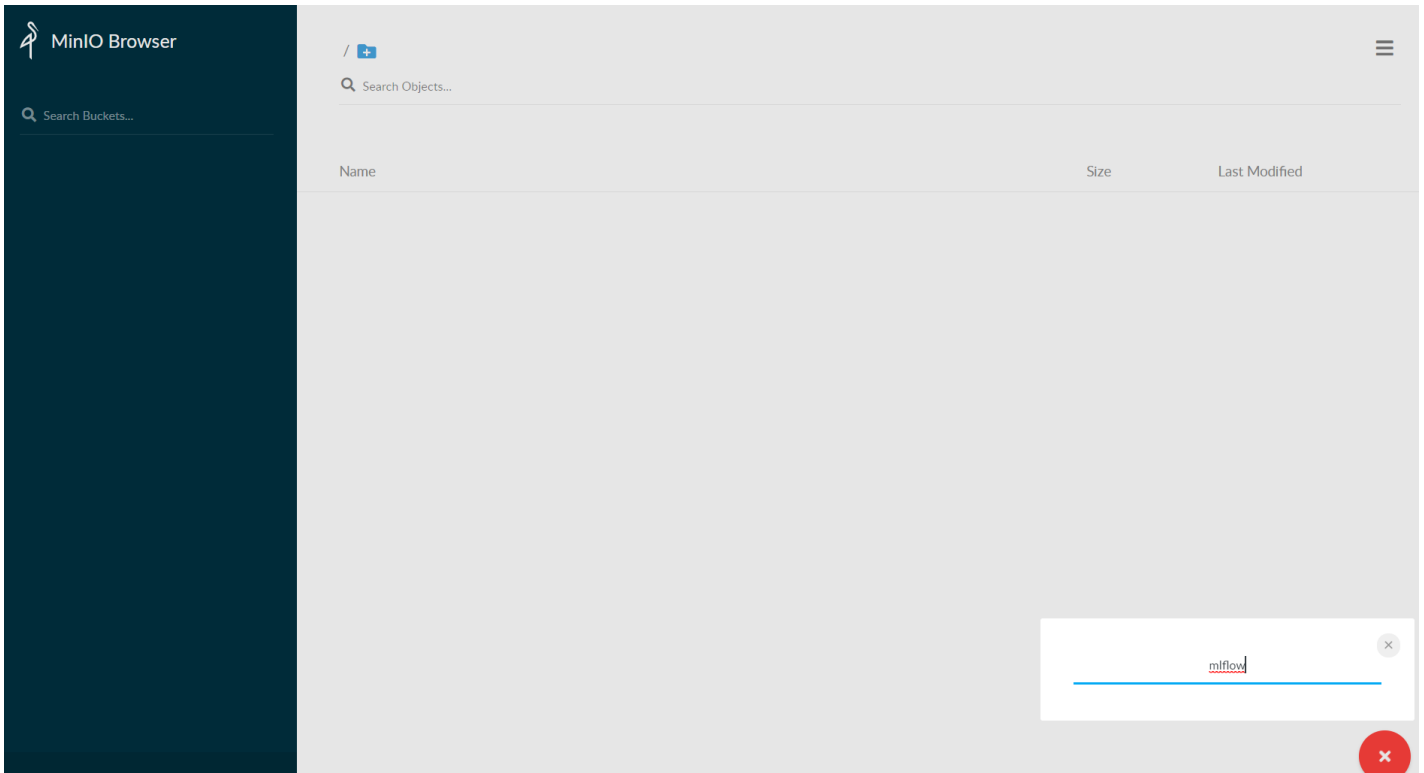 MinIO Browser
Search Buckets...
/
Search Objects...
Name Size Last Modified
mlflow